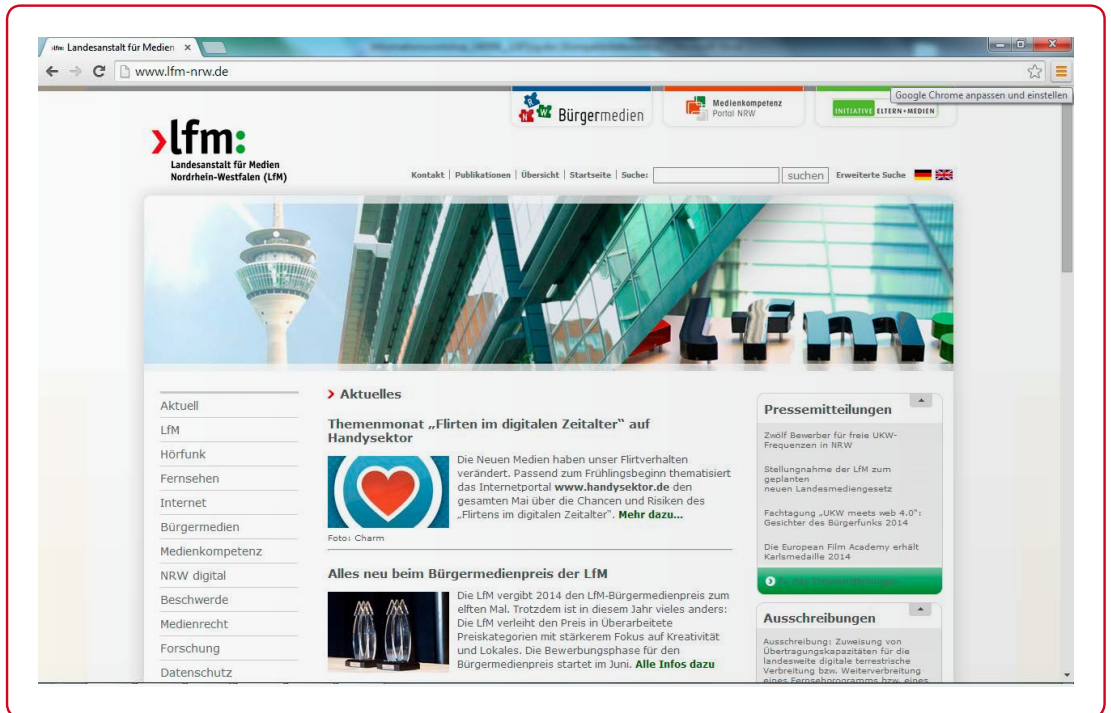 lfm: Landesanstalt für Medien
www.lfm-nrw.de
Google Chrome anpassen und einstellen
Bürgermedien
Medienkompetenz
Portal NRW
INITIATIVE ELTERN+MEDIEN
lfm:
Landesanstalt für Medien
Nordrhein-Westfalen (LfM)
Kontakt | Publikationen | Übersicht | Startseite | Suche: suchen Erweiterte Suche
lfm:
Aktuell
LfM
Hörfunk
Fernsehen
Internet
Bürgermedien
Medienkompetenz
NRW digital
Beschwerde
Medienrecht
Forschung
Datenschutz
Aktuelles
Themenmonat „Flirten im digitalen Zeitalter“ auf
Handysektor
Die Neuen Medien haben unser Flirtverhalten
verändert. Passend zum Frühlingsbeginn thematisiert
das Internetportal www.handysektor.de den
gesamten Mai über die Chancen und Risiken des
„Flirtens im digitalen Zeitalter“. Mehr dazu...
Foto: Charm
Alles neu beim Bürgermedienpreis der LfM
Die LfM vergibt 2014 den LfM-Bürgermedienpreis zum
elften Mal. Trotzdem ist in diesem Jahr vieles anders:
Die LfM verleiht den Preis in Überarbeitete
Preiskategorien mit stärkerem Fokus auf Kreativität
und Lokales. Die Bewerbungsphase für den
Bürgermedienpreis startet im Juni. Alle Infos dazu
Pressemitteilungen
Zwölf Bewerber für freie UKW-
Frequenzen in NRW
Stellungnahme der LfM zum
geplanten
neuen Landesmediengesetz
Fachtagung „UKW meets web 4.0“:
Gesichter des Bürgerfunks 2014
Die European Film Academy erhält
Karlsmedaille 2014
Ausschreibungen
Ausschreibung: Zuweisung von
Übertragungskapazitäten für die
landesweite digitale terrestrische
Verbreitung bzw. Weiterverbreitung
eines Fernsehprogramms bzw. eines